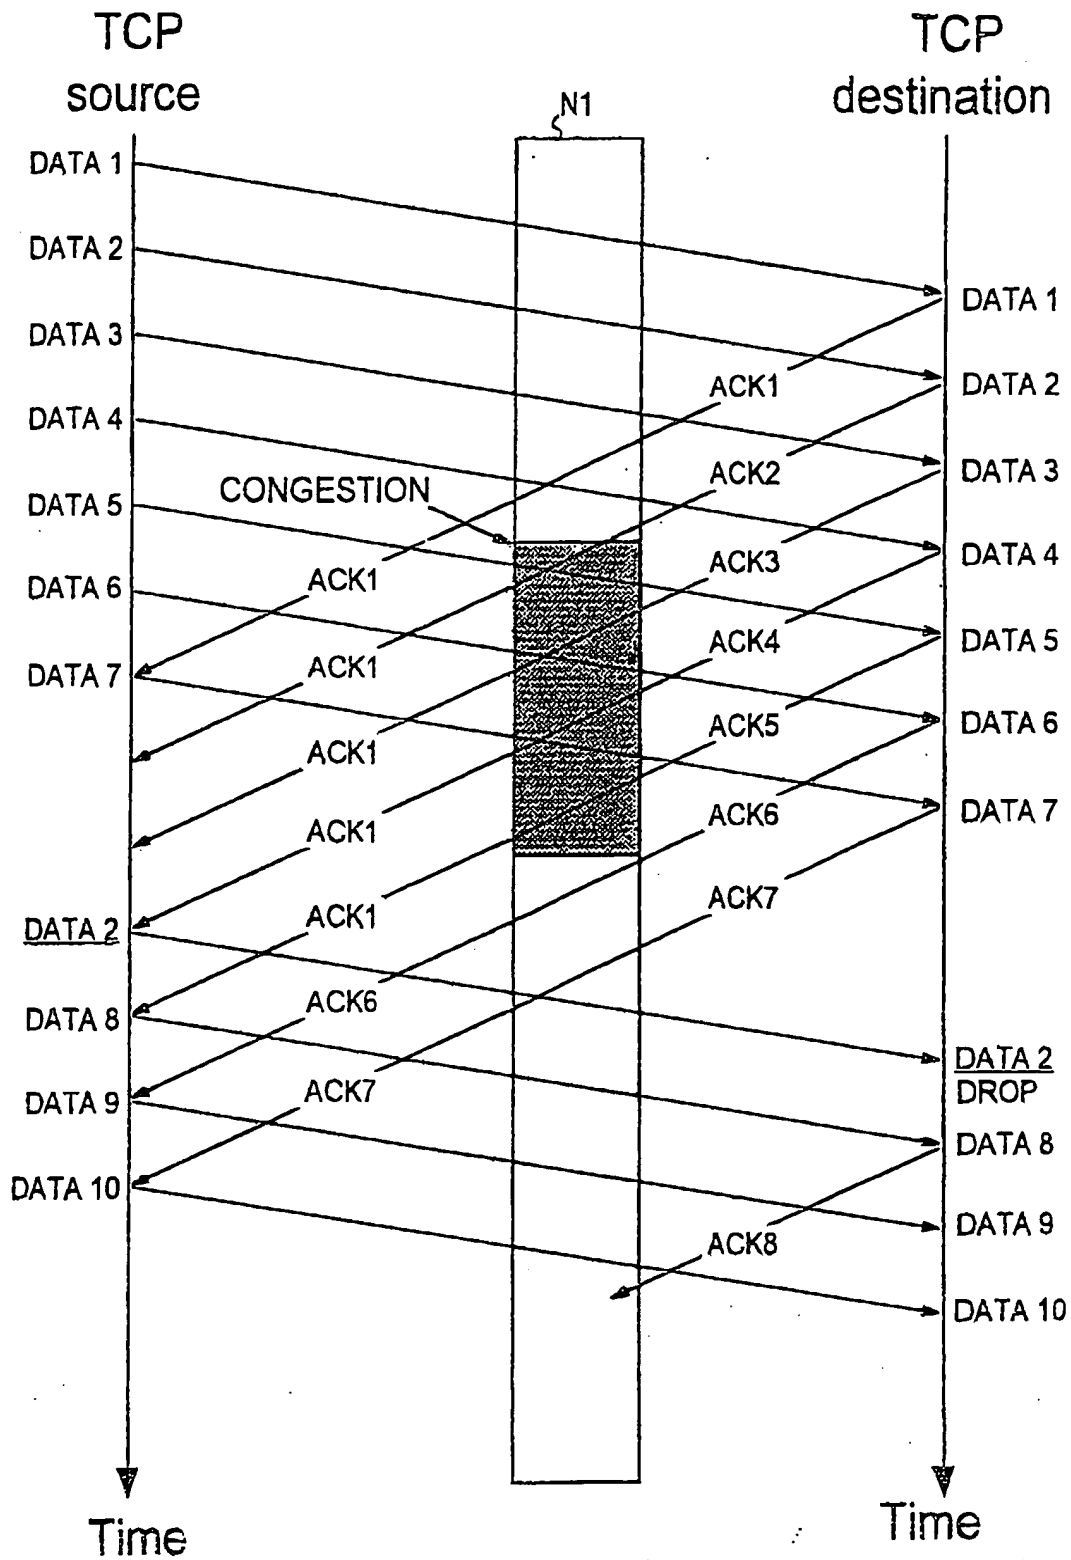 TCP
source
TCP
destination
N1
DATA 1
DATA 2
DATA 3
DATA 4
DATA 5
DATA 6
DATA 7
DATA 2
DATA 8
DATA 9
DATA 10
CONGESTION
ACK1
ACK1
ACK1
ACK1
ACK1
ACK6
ACK7
ACK1
ACK2
ACK3
ACK4
ACK5
ACK6
ACK7
ACK8
DATA 1
DATA 2
DATA 3
DATA 4
DATA 5
DATA 6
DATA 7
DATA 2
DROP
DATA 8
DATA 9
DATA 10
Time
Time